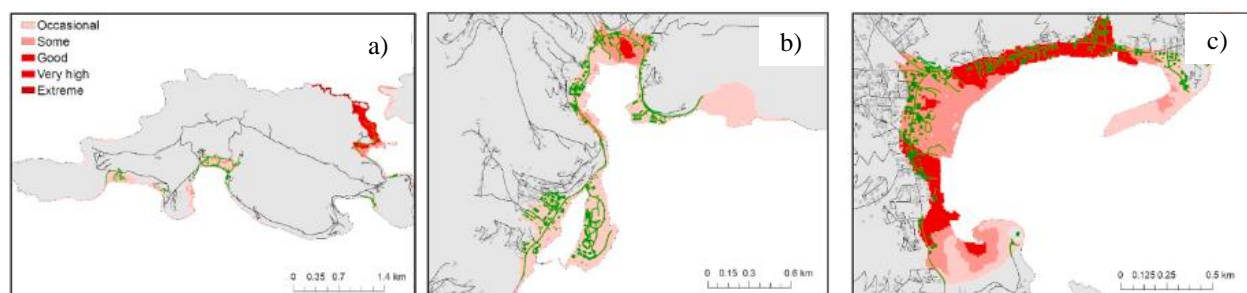 Occasional
Some
Good
Very high
Extreme
a)
0 0.35 0.7 1.4 km
b)
0 0.15 0.3 0.6 km
c)
0 0.125 0.25 0.5 km